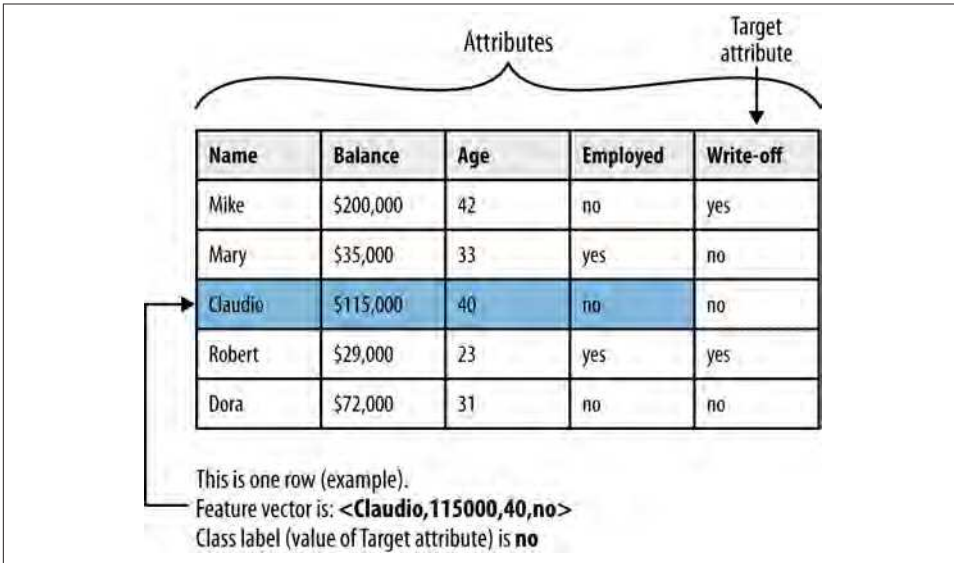 Attributes
Target
attribute
Name Balance Age Employed Write-off
Mike $200,000 42 no yes
Mary $35,000 33 yes no
Claudio $115,000 40 no no
Robert $29,000 23 yes yes
Dora $72,000 31 no no
This is one row (example).
Feature vector is: <Claudio,115000,40,no>
Class label (value of Target attribute) is no